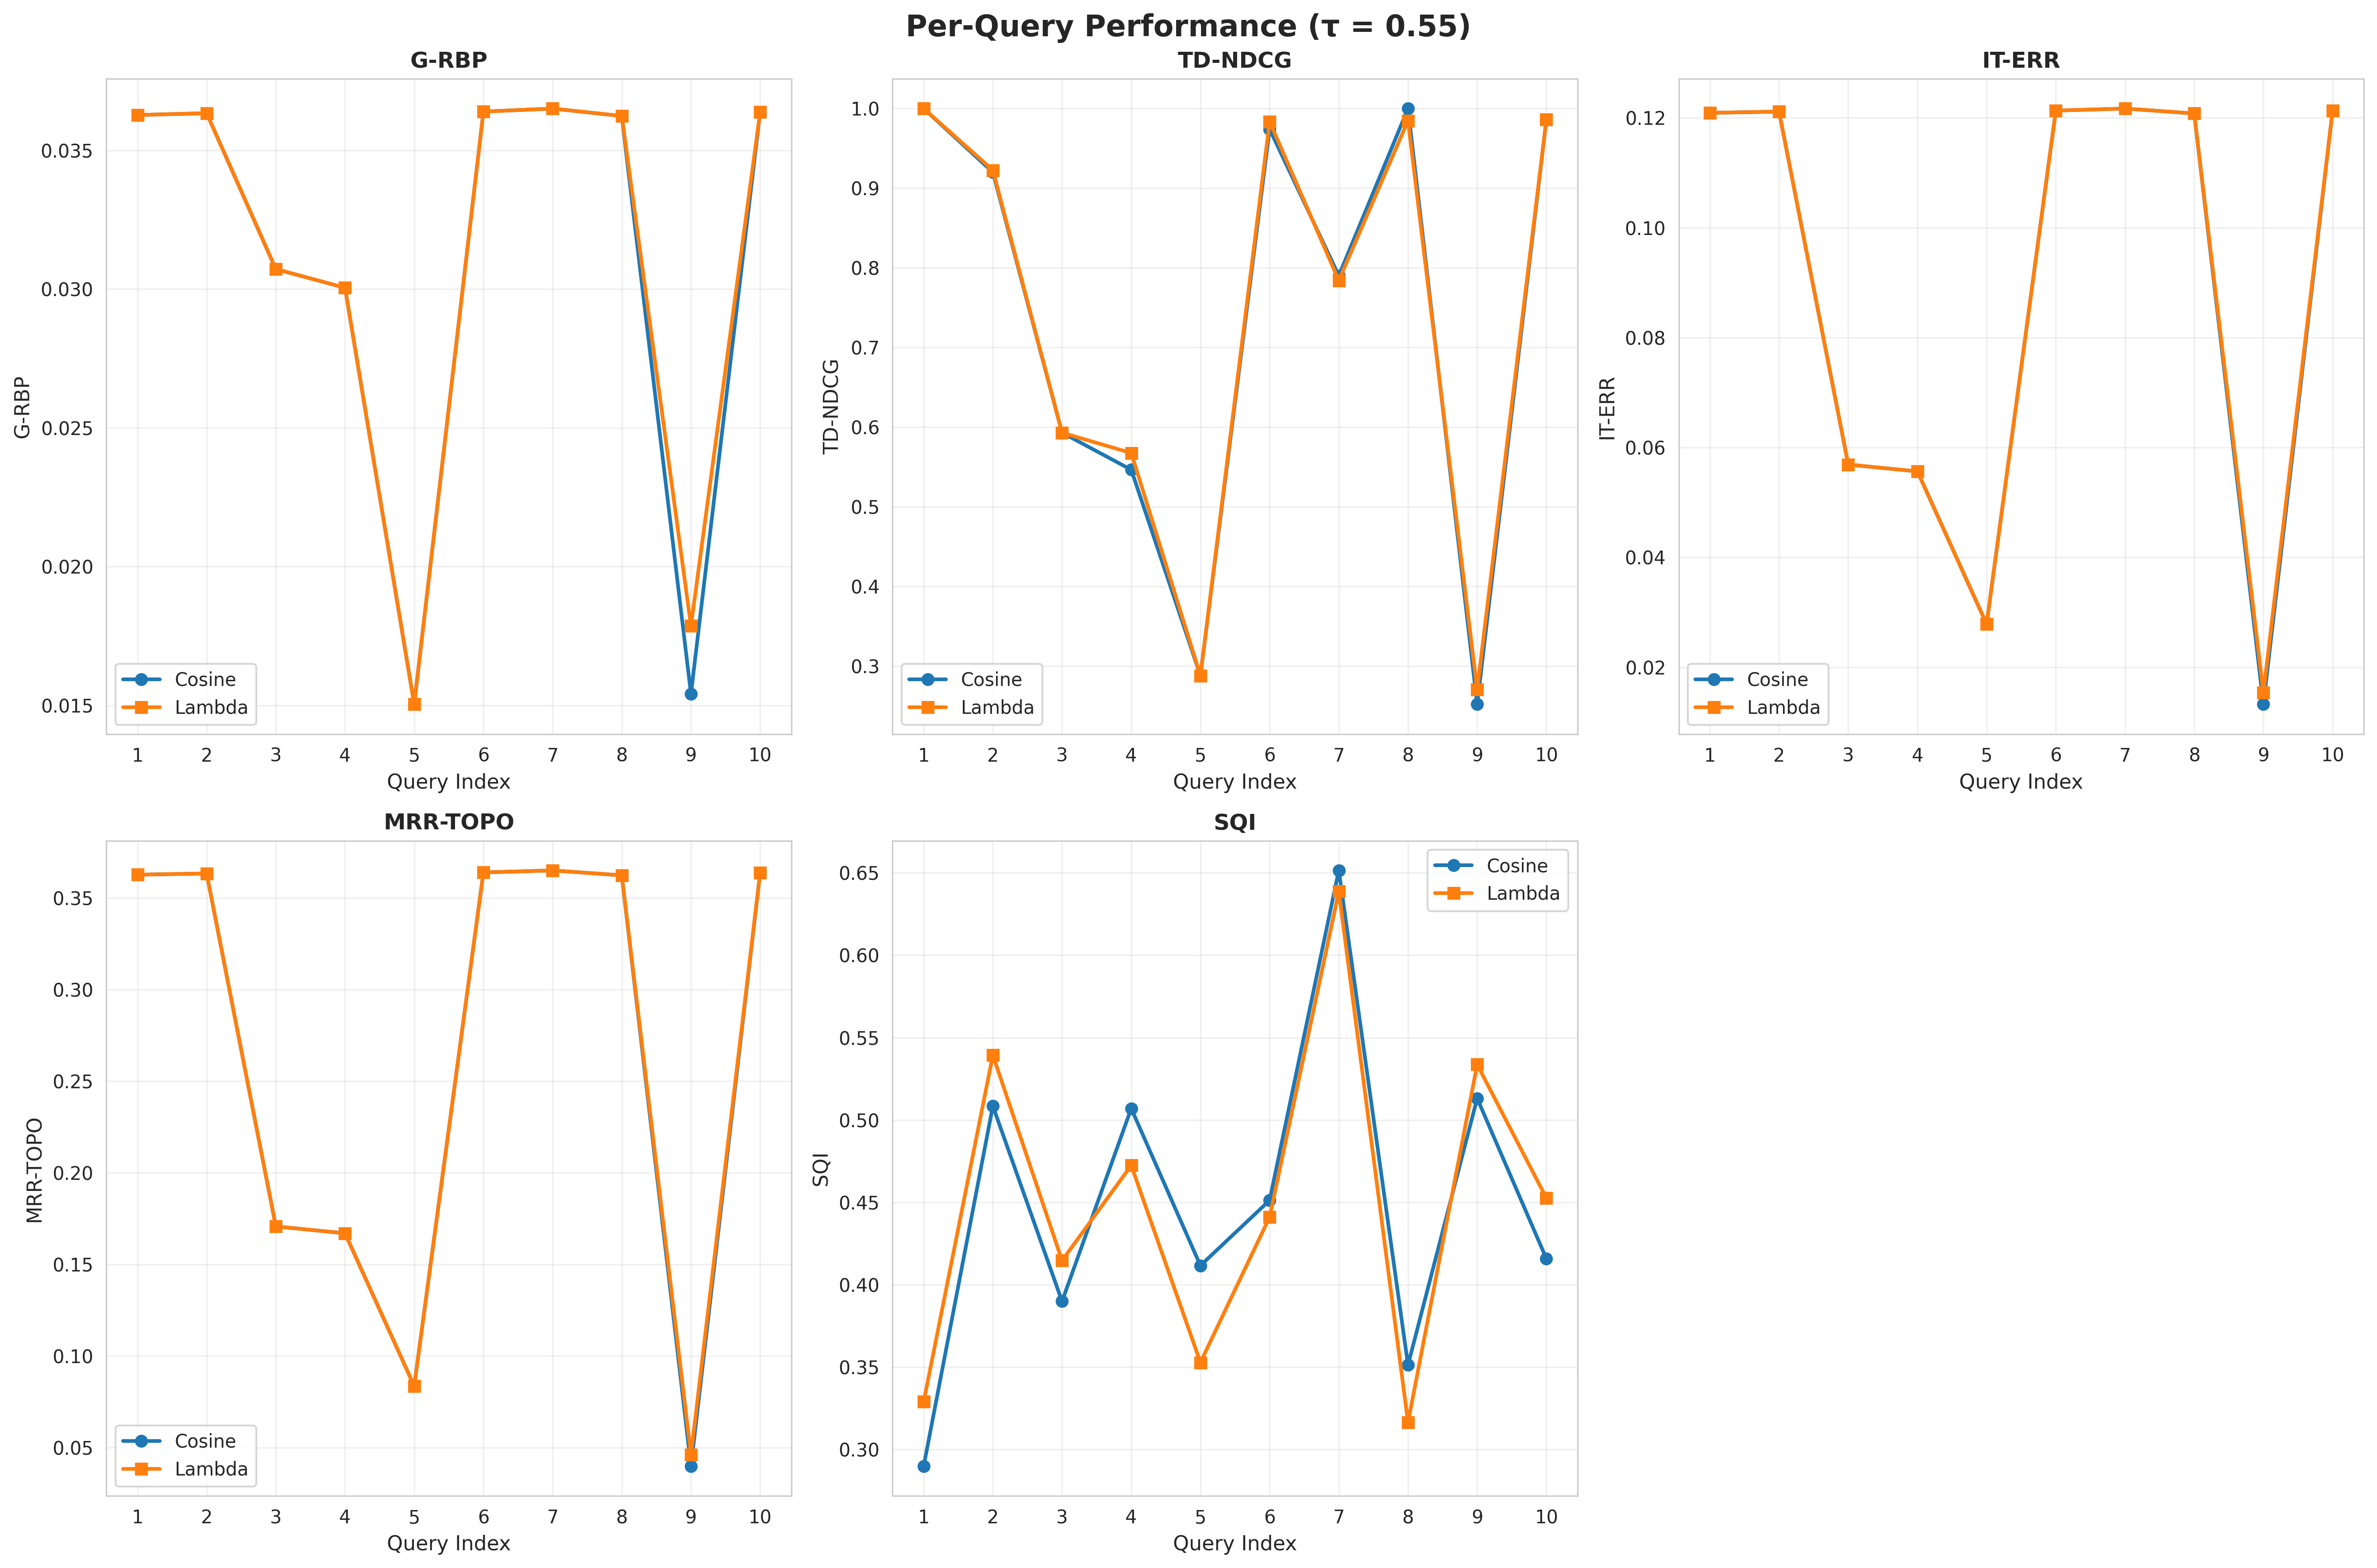 Per-Query Performance (τ = 0.55)
G-RBP
G-RBP
0.035
0.030
0.025
0.020
0.015
Cosine
Lambda
1 2 3 4 5 6 7 8 9 10
Query Index
TD-NDCG
TD-NDCG
1.0
0.9
0.8
0.7
0.6
0.5
0.4
0.3
Cosine
Lambda
1 2 3 4 5 6 7 8 9 10
Query Index
IT-ERR
IT-ERR
0.12
0.10
0.08
0.06
0.04
0.02
Cosine
Lambda
1 2 3 4 5 6 7 8 9 10
Query Index
MRR-TOPO
MRR-TOPO
0.35
0.30
0.25
0.20
0.15
0.10
0.05
Cosine
Lambda
1 2 3 4 5 6 7 8 9 10
Query Index
SQI
SQI
0.65
0.60
0.55
0.50
0.45
0.40
0.35
0.30
Cosine
Lambda
1 2 3 4 5 6 7 8 9 10
Query Index